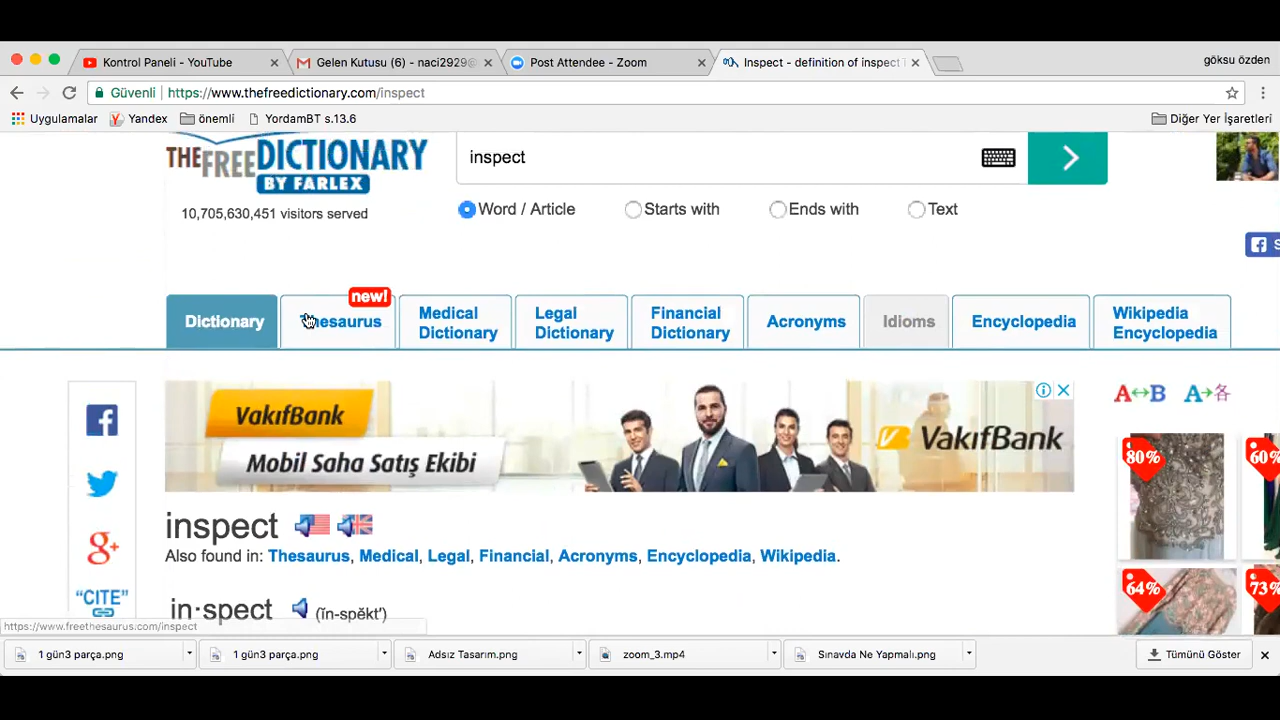 Kontrol Paneli - YouTube
Gelen Kutusu (6) - naci2929@
Post Attendee - Zoom
Inspect - definition of inspect
göksu özden
Güvenli https://www.thefreedictionary.com/inspect
Uygulamalar Yandex önemli YordamBT s.13.6 Diğer Yer İşaretleri
THE FREE DICTIONARY
BY FARLEX
10,705,630,451 visitors served
inspect
Word / Article Starts with Ends with Text
new!
Dictionary
Thesaurus
Medical Dictionary
Legal Dictionary
Financial Dictionary
Acronyms
Idioms
Encyclopedia
Wikipedia Encyclopedia
VakıfBank
Mobil Saha Satış Ekibi
VakıfBank
A B A 各
80% 60%
64% 73%
inspect
Also found in: Thesaurus, Medical, Legal, Financial, Acronyms, Encyclopedia, Wikipedia.
"CITE"
in·spect (ĭn-spĕkt′)
https://www.freethesaurus.com/inspect
1 gün3 parça.png
1 gün3 parça.png
Adsız Tasarım.png
zoom_3.mp4
Sınavda Ne Yapmalı.png
Tümünü Göster